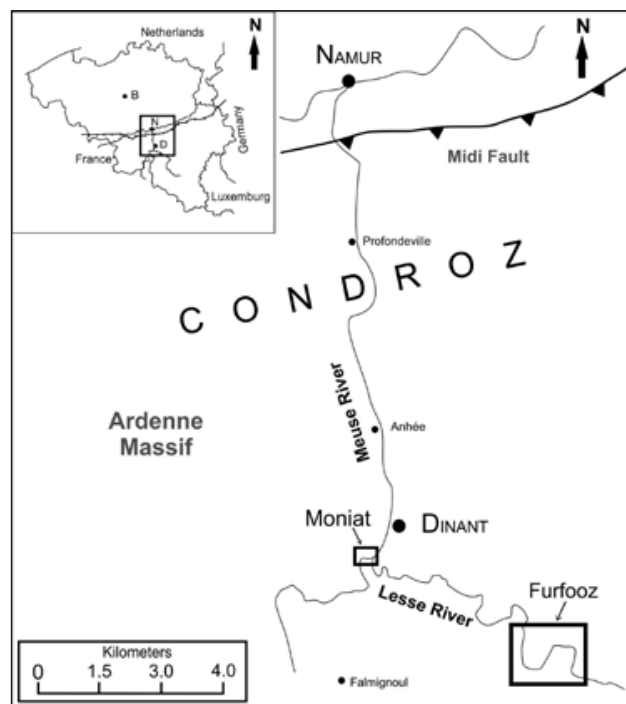 Netherlands
N
B
N
D
France
Germany
Luxemburg
NAMUR
N
Midi Fault
Profondeville
CONDROZ
Meuse River
Anhée
Ardenne
Massif
Moniat
DINANT
Furfooz
Lesse River
Falmignoul
Kilometers
0 1.5 3.0 4.0